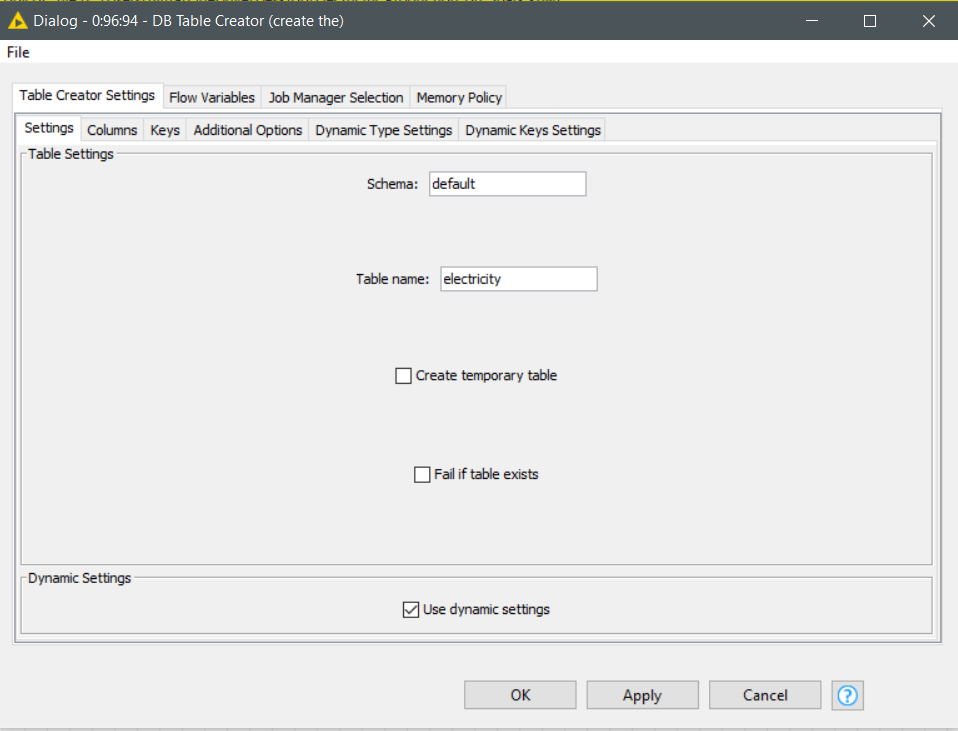 Dialog - 0:96:94 - DB Table Creator (create the)
File
Table Creator Settings Flow Variables Job Manager Selection Memory Policy
Settings Columns Keys Additional Options Dynamic Type Settings Dynamic Keys Settings
Table Settings
Schema: default
Table name: electricity
Create temporary table
Fail if table exists
Dynamic Settings
Use dynamic settings
OK Apply Cancel ?